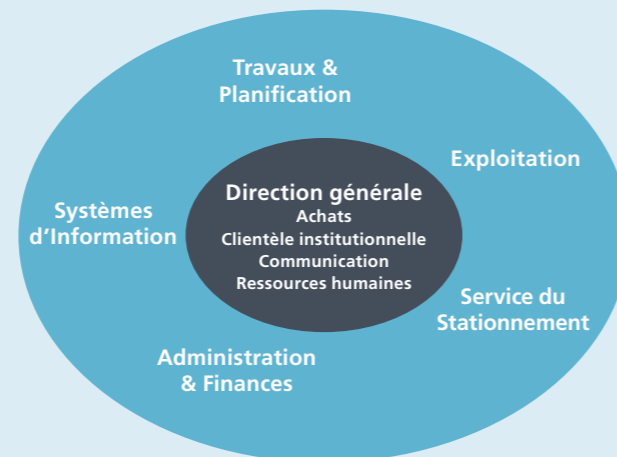 Travaux &
Planification
Exploitation
Direction générale
Achats
Clientèle institutionnelle
Communication
Ressources humaines
Systèmes
d’Information
Service du
Stationnement
Administration
& Finances